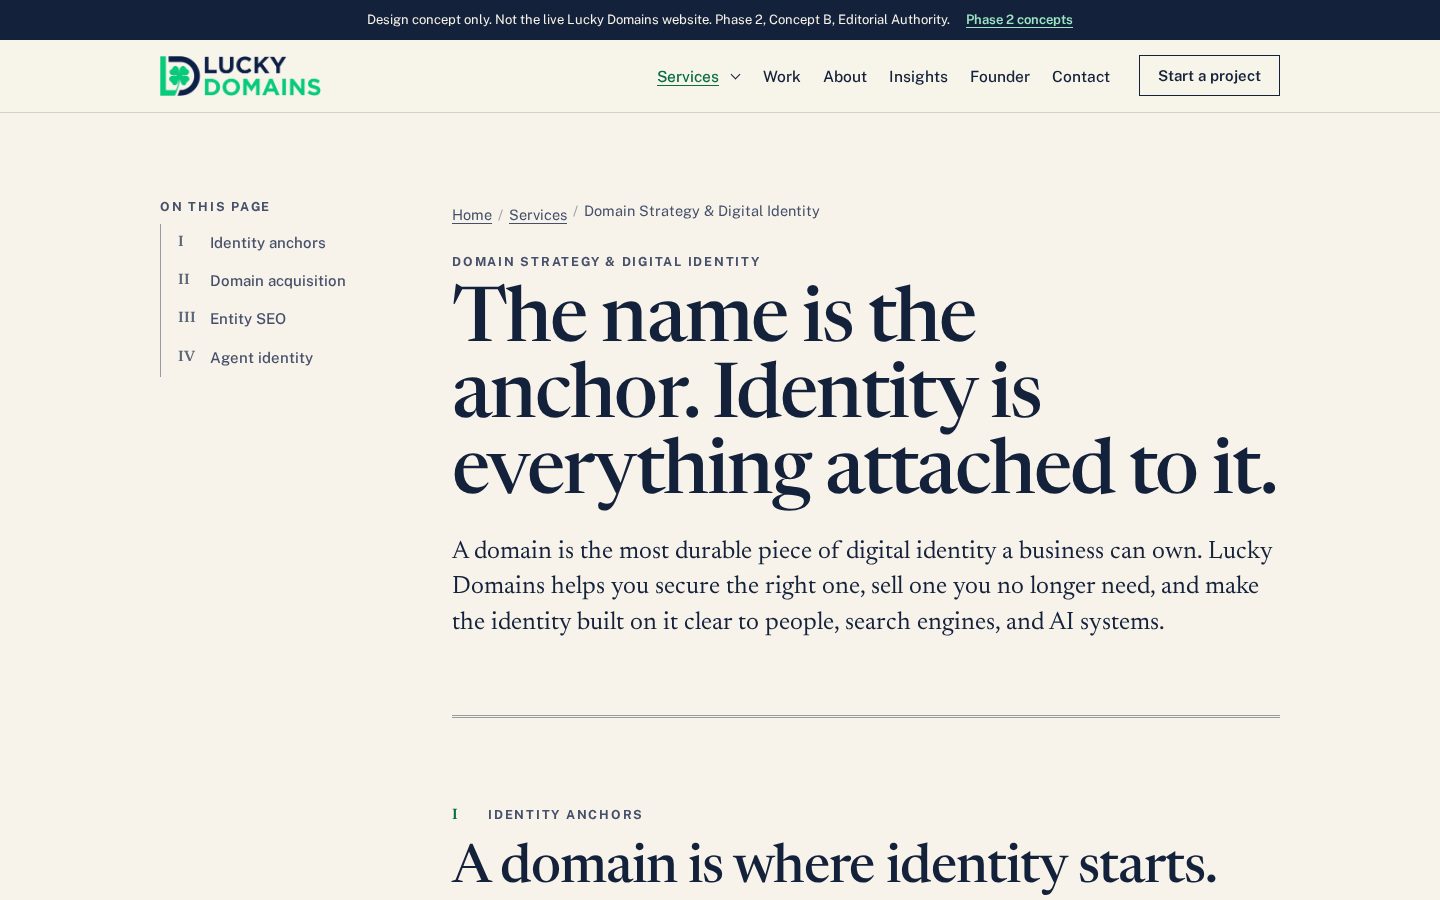 Design concept only. Not the live Lucky Domains website. Phase 2, Concept B, Editorial Authority. Phase 2 concepts
LUCKY DOMAINS
Services Work About Insights Founder Contact Start a project
ON THIS PAGE
I Identity anchors
II Domain acquisition
III Entity SEO
IV Agent identity
Home / Services / Domain Strategy & Digital Identity
DOMAIN STRATEGY & DIGITAL IDENTITY
The name is the
anchor. Identity is
everything attached to it.
A domain is the most durable piece of digital identity a business can own. Lucky
Domains helps you secure the right one, sell one you no longer need, and make
the identity built on it clear to people, search engines, and AI systems.
I IDENTITY ANCHORS
A domain is where identity starts.